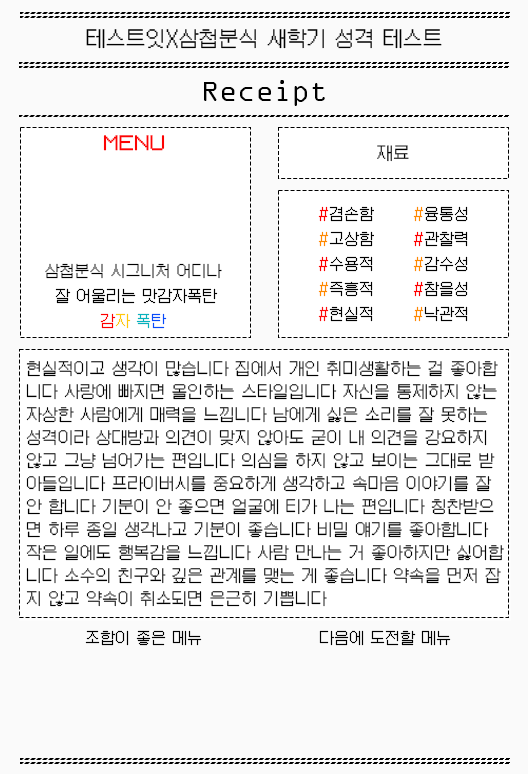 테스트잇X삼첩분식 새학기 성격 테스트
Receipt
MENU
삼첩분식 시그니처 어디나
잘 어울리는 맛감자폭탄
감자 폭탄
재료
#겸손함 #융통성
#고상함 #관찰력
#수용적 #감수성
#즉흥적 #참을성
#현실적 #낙관적
현실적이고 생각이 많습니다 집에서 개인 취미생활하는 걸 좋아합
니다 사랑에 빠지면 올인하는 스타일입니다 자신을 통제하지 않는
자상한 사람에게 매력을 느낍니다 남에게 싫은 소리를 잘 못하는
성격이라 상대방과 의견이 맞지 않아도 굳이 내 의견을 강요하지
않고 그냥 넘어가는 편입니다 의심을 하지 않고 보이는 그대로 받
아들입니다 프라이버시를 중요하게 생각하고 속마음 이야기를 잘
안 합니다 기분이 안 좋으면 얼굴에 티가 나는 편입니다 칭찬받으
면 하루 종일 생각나고 기분이 좋습니다 비밀 얘기를 좋아합니다
작은 일에도 행복감을 느낍니다 사람 만나는 거 좋아하지만 싫어합
니다 소수의 친구와 깊은 관계를 맺는 게 좋습니다 약속을 먼저 잡
지 않고 약속이 취소되면 은근히 기쁩니다
조합이 좋은 메뉴 다음에 도전할 메뉴